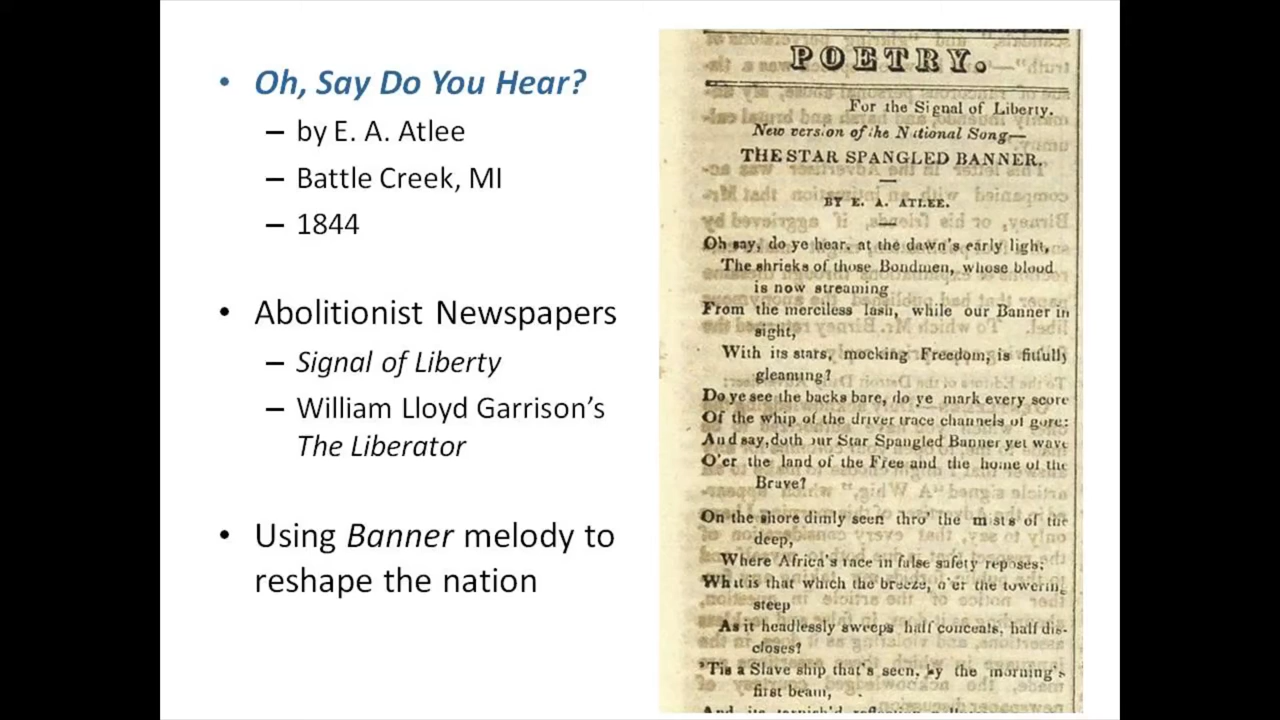 • Oh, Say Do You Hear?
– by E. A. Atlee
– Battle Creek, MI
– 1844
• Abolitionist Newspapers
– Signal of Liberty
– William Lloyd Garrison’s
The Liberator
• Using Banner melody to
reshape the nation
POETRY.
For the Signal of Liberty.
New version of the National Song—
THE STAR SPANGLED BANNER.
BY E. A. ATLEE.
Oh say, do ye hear, at the dawn's early light,
The shrieks of those Bondmen, whose blood
is now streaming
From the merciless lash, while our Banner in
sight,
With its stars, mocking Freedom, is fitfully
gleaming?
Do ye see the backs bare, do ye mark every score
Of the whip of the driver trace channels of gore;
And say, doth our Star Spangled Banner yet wave
O'er the land of the Free and the home of the
Brave?
On the shore dimly seen thro' the mists of the
deep,
Where Africa's race in false safety reposes;
What is that which the breeze, o'er the towering
steep
As it headlessly sweeps half conceals, half dis-
closes?
'Tis a Slave ship that's seen, by the morning's
first beam,
And its tarnish'd reflection